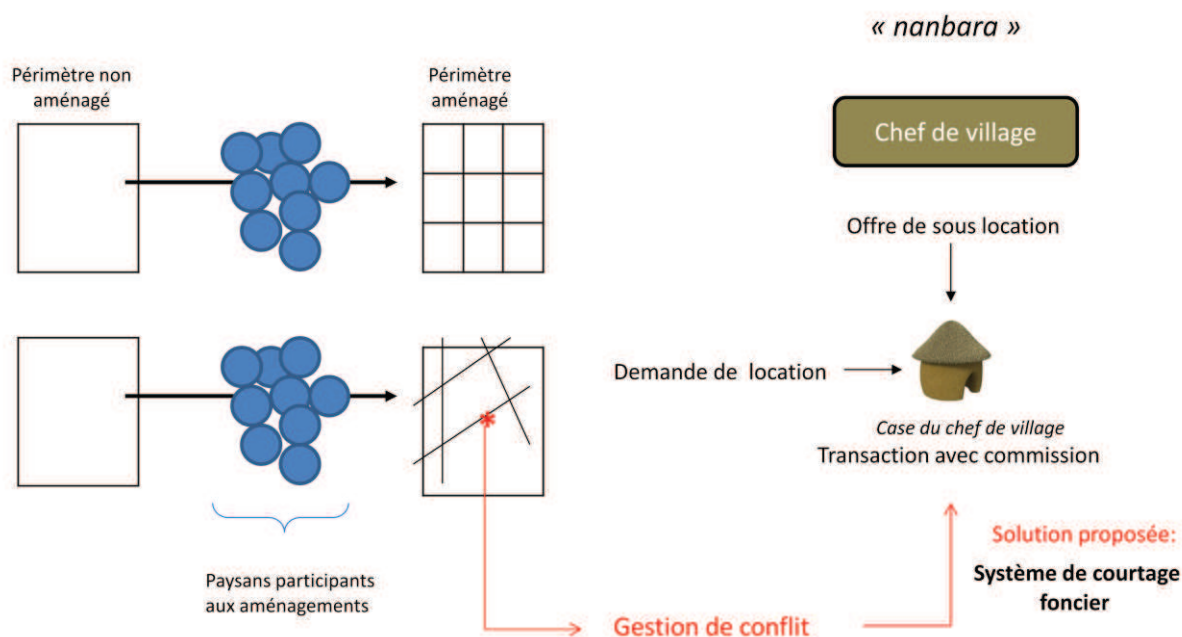 « nanbara »
Périmètre non
aménagé
Périmètre
aménagé
Chef de village
Offre de sous location
Demande de location
Case du chef de village
Transaction avec commission
Solution proposée:
Système de courtage
foncier
Paysans participants
aux aménagements
Gestion de conflit